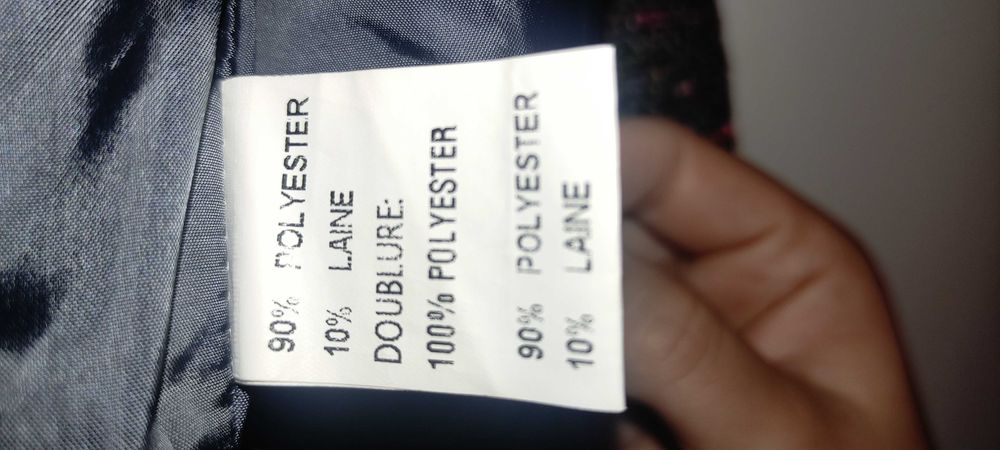 90% POLYESTER
10% LAINE
DOUBLURE:
100% POLYESTER
90% POLYESTER
10% LAINE